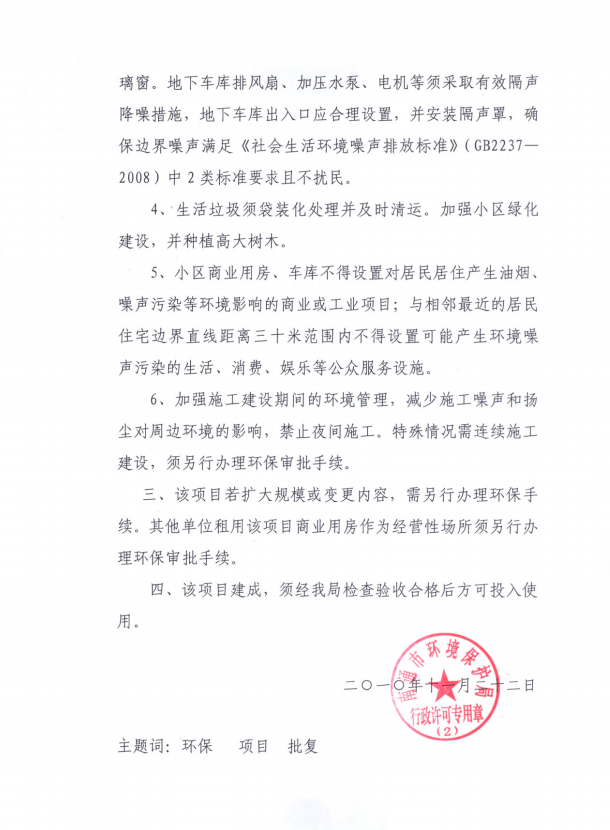 璃窗。地下车库排风扇、加压水泵、电机等须采取有效隔声
降噪措施，地下车库出入口应合理设置，并安装隔声罩，确
保边界噪声满足《社会生活环境噪声排放标准》（GB2237—
2008）中2类标准要求且不扰民。
4、生活垃圾须袋装化处理并及时清运。加强小区绿化
建设，并种植高大树木。
5、小区商业用房、车库不得设置对居民居住产生油烟、
噪声污染等环境影响的商业或工业项目；与相邻最近的居民
住宅边界直线距离三十米范围内不得设置可能产生环境噪
声污染的生活、消费、娱乐等公众服务设施。
6、加强施工建设期间的环境管理，减少施工噪声和扬
尘对周边环境的影响，禁止夜间施工。特殊情况需连续施工
建设，须另行办理环保审批手续。
三、该项目若扩大规模或变更内容，需另行办理环保手
续。其他单位租用该项目商业用房作为经营性场所须另行办
理环保审批手续。
四、该项目建成，须经我局检查验收合格后方可投入使
用。
南通市环境保护局
二〇一〇年十一月二十二日
行政许可专用章
（2）
主题词：环保 项目 批复